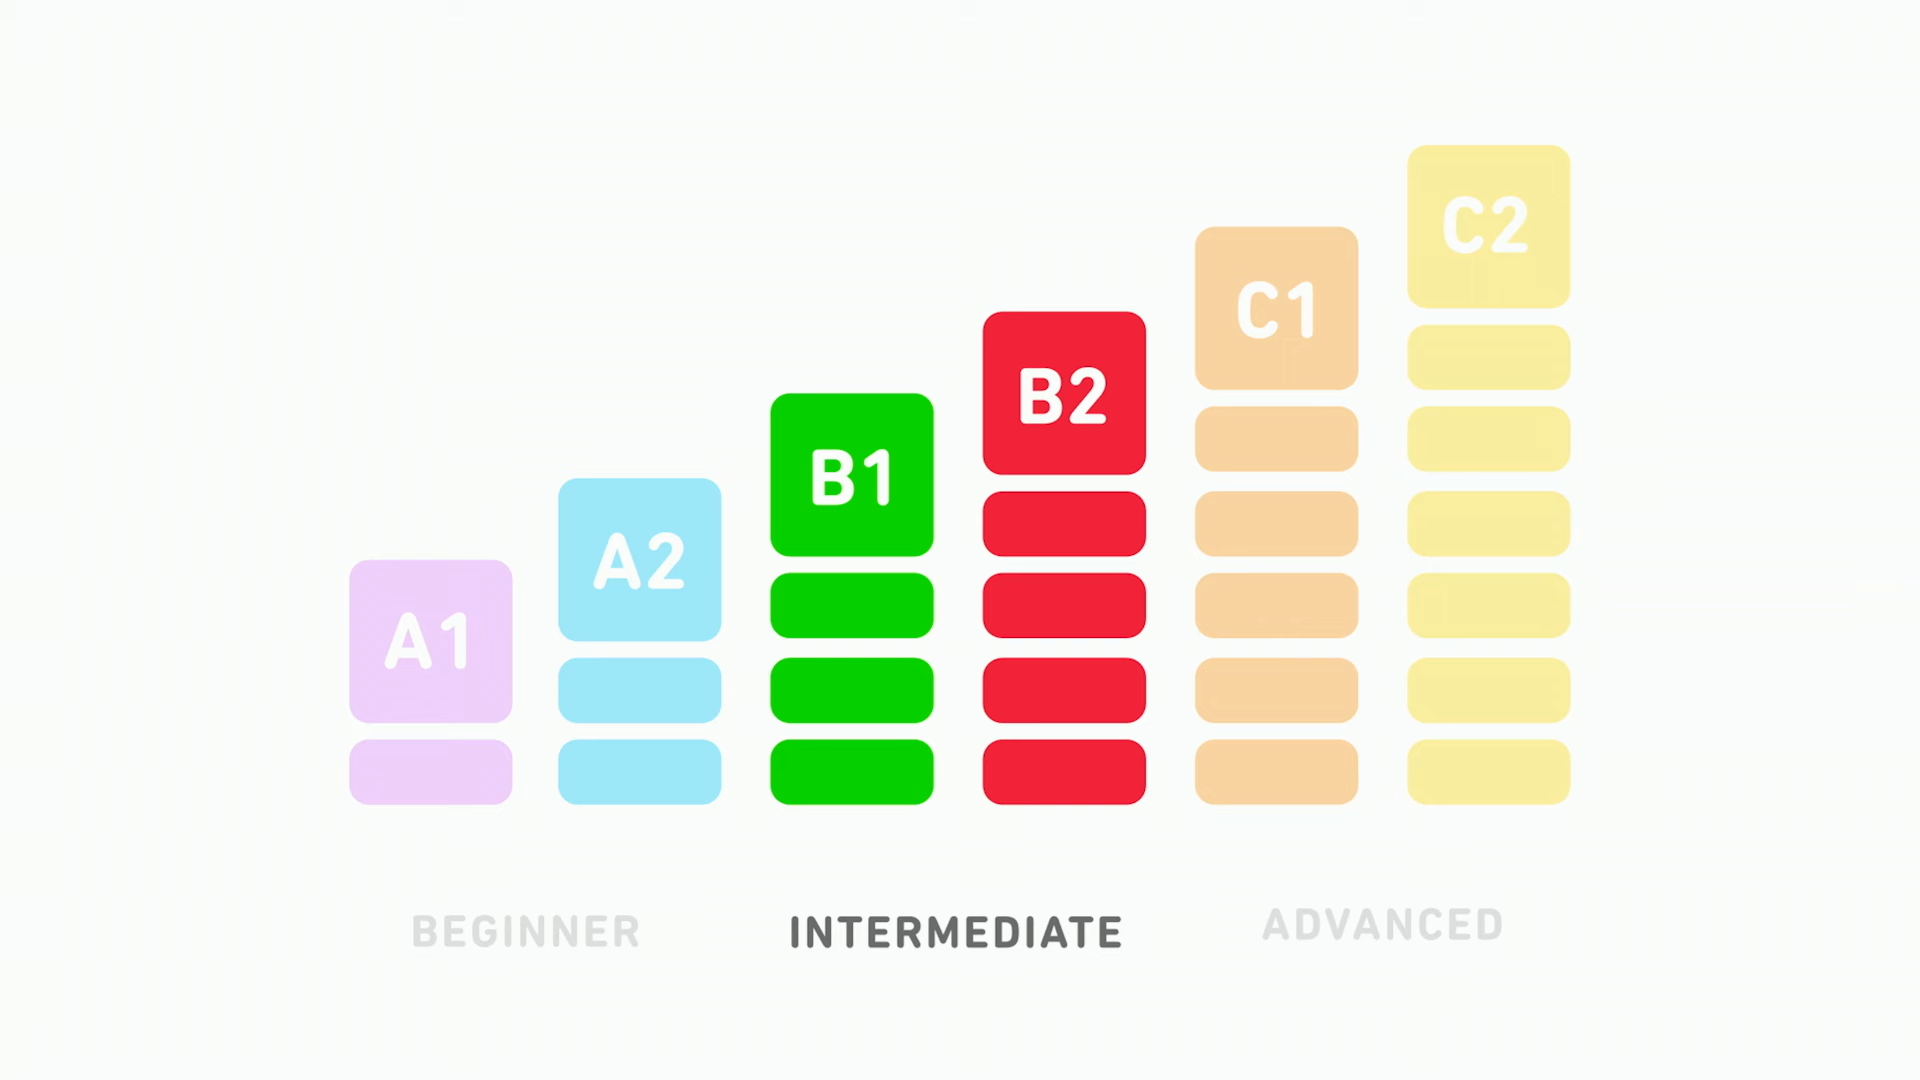 A1
A2
B1
B2
C1
C2
BEGINNER
INTERMEDIATE
ADVANCED